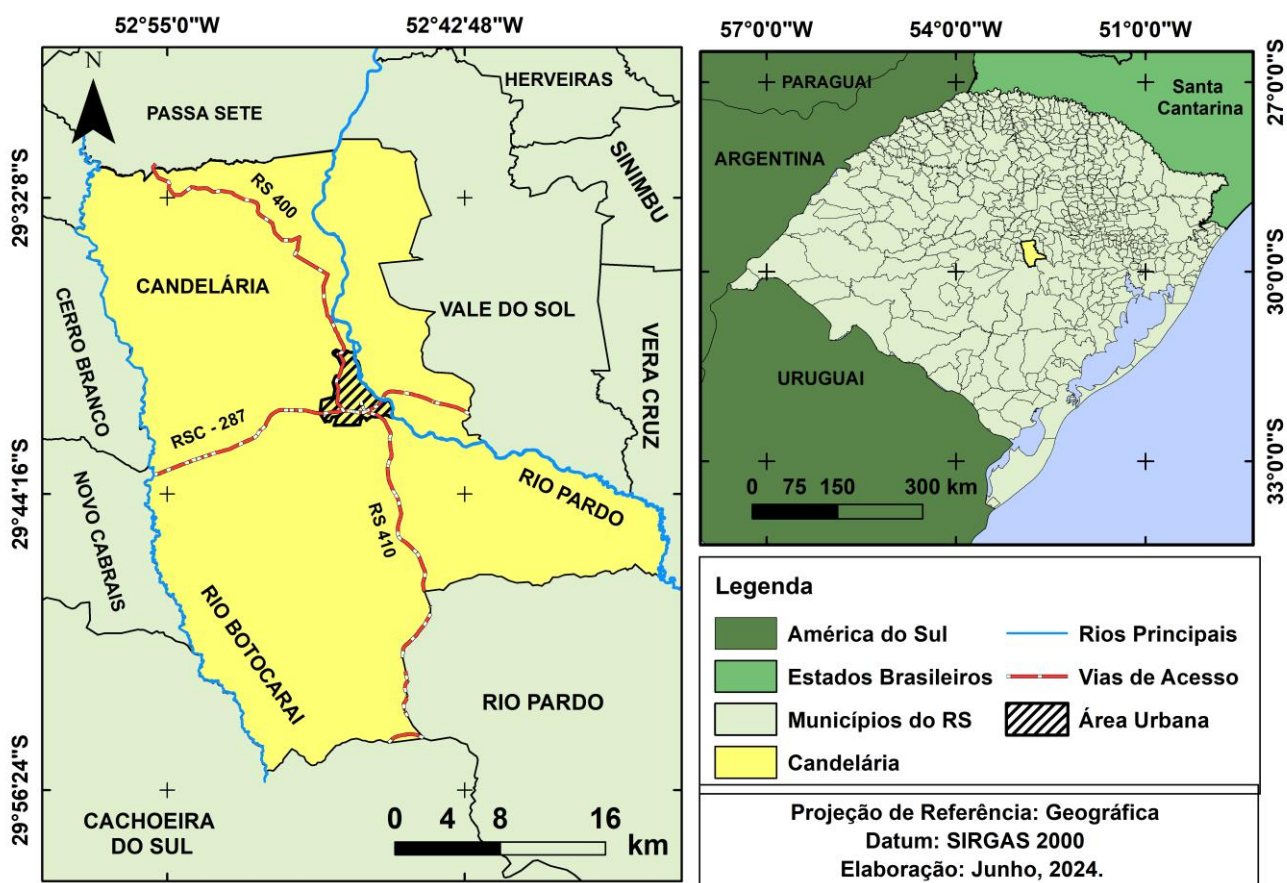 52°55'0"W
52°42'48"W
29°32'8"S
29°44'16"S
29°56'24"S
N
PASSA SETE
HERVEIRAS
SINIMBU
RS 400
CANDELÁRIA
VALE DO SOL
CERRO BRANCO
VERA CRUZ
RSC - 287
NOVO CABRAIS
RIO PARDO
RS 410
RIO BOTOCARAI
RIO PARDO
CACHOEIRA
DO SUL
0 4 8 16
km
57°0'0"W
54°0'0"W
51°0'0"W
27°0'0"S
30°0'0"S
33°0'0"S
PARAGUAI
Santa
Cantarina
ARGENTINA
URUGUAI
0 75 150 300 km
Legenda
América do Sul
Rios Principais
Estados Brasileiros
Vias de Acesso
Municípios do RS
Área Urbana
Candelária
Projeção de Referência: Geográfica
Datum: SIRGAS 2000
Elaboração: Junho, 2024.